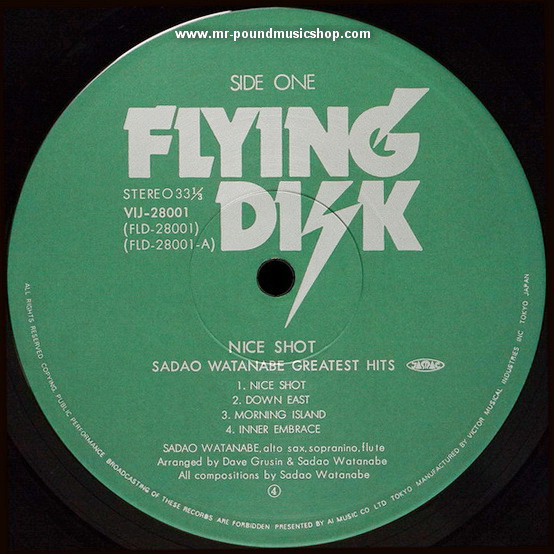 www.mr-poundmusicshop.com
SIDE ONE
FLYING
DISK
STEREO 33⅓
VIJ-28001
(FLD-28001)
(FLD-28001-A)
NICE SHOT
SADAO WATANABE GREATEST HITS JASRAC
1. NICE SHOT
2. DOWN EAST
3. MORNING ISLAND
4. INNER EMBRACE
SADAO WATANABE, alto sax, sopranino, flute
Arranged by Dave Grusin & Sadao Watanabe
All compositions by Sadao Watanabe
④
ALL RIGHTS RESERVED COPYING, PUBLIC PERFORMANCE BROADCASTING OF THESE RECORDS ARE FORBIDDEN. PRESENTED BY AI MUSIC CO LTD. TOKYO MANUFACTURED BY VICTOR MUSICAL INDUSTRIES INC TOKYO JAPAN